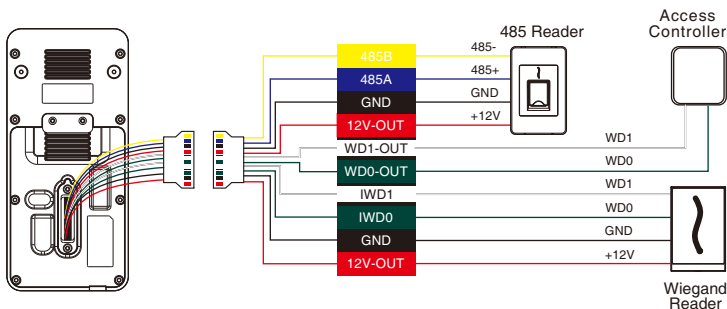 Access
Controller
485 Reader
485B
485-
485A
485+
GND
GND
12V-OUT
+12V
WD1-OUT
WD1
WD0-OUT
WD0
IWD1
WD1
IWD0
WD0
GND
GND
12V-OUT
+12V
Wiegand
Reader